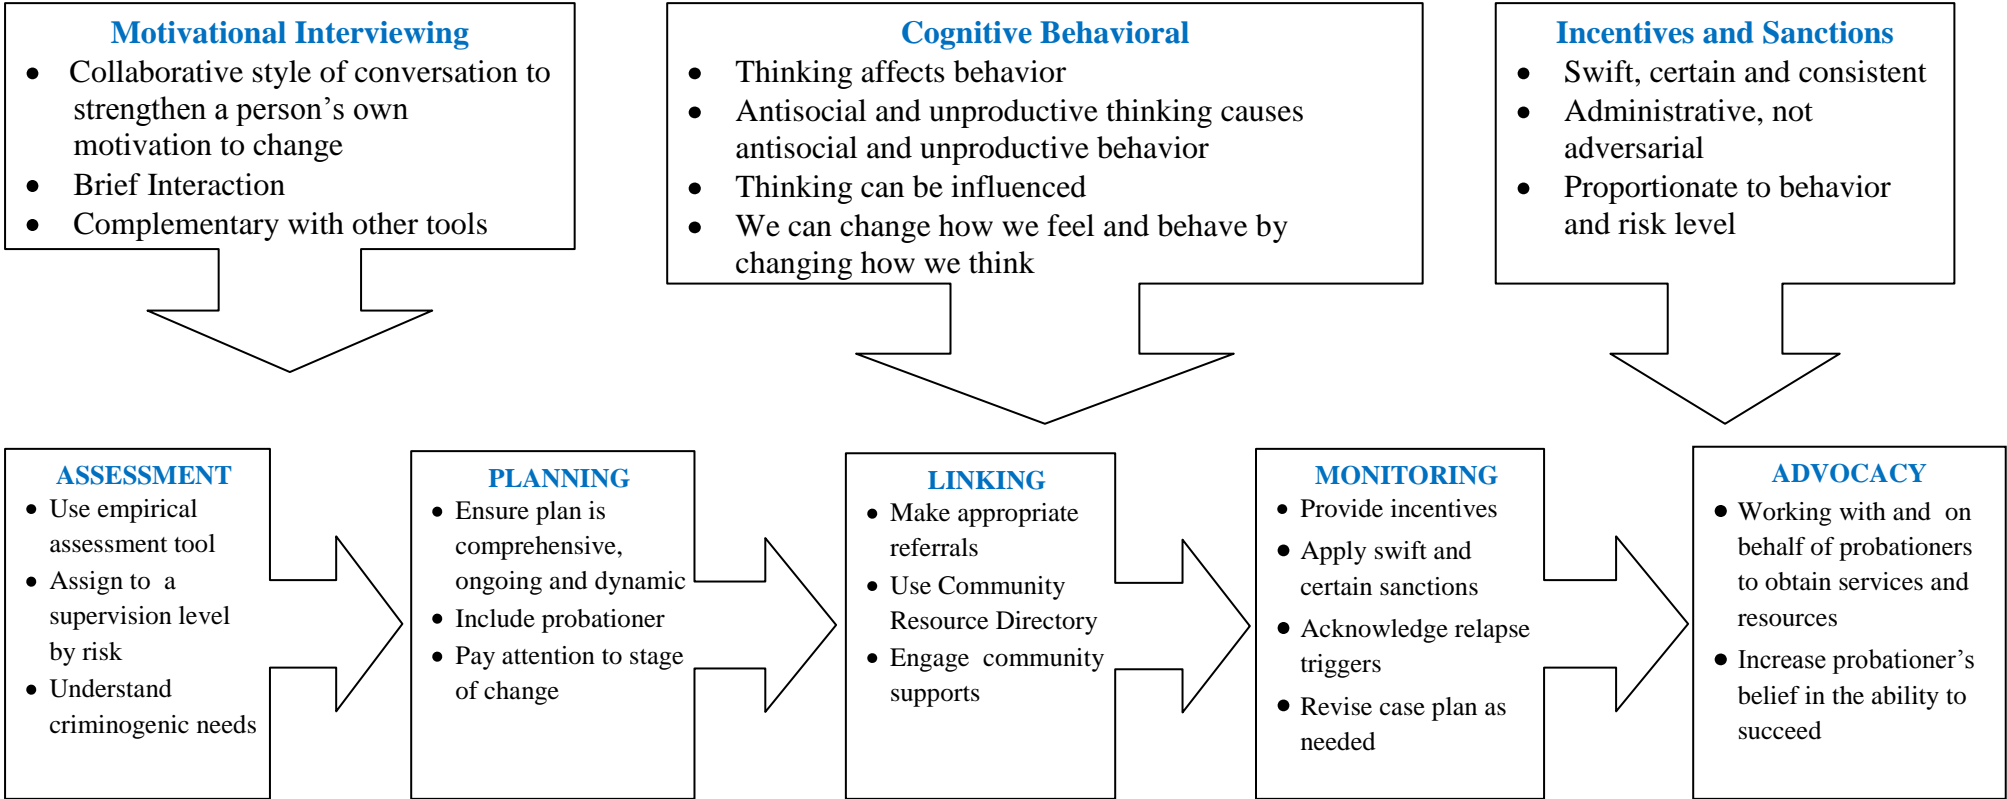 Motivational Interviewing
• Collaborative style of conversation to
strengthen a person’s own
motivation to change
• Brief Interaction
• Complementary with other tools
Cognitive Behavioral
• Thinking affects behavior
• Antisocial and unproductive thinking causes
antisocial and unproductive behavior
• Thinking can be influenced
• We can change how we feel and behave by
changing how we think
Incentives and Sanctions
• Swift, certain and consistent
• Administrative, not
adversarial
• Proportionate to behavior
and risk level
ASSESSMENT
• Use empirical
assessment tool
• Assign to a
supervision level
by risk
• Understand
criminogenic needs
PLANNING
• Ensure plan is
comprehensive,
ongoing and dynamic
• Include probationer
• Pay attention to stage
of change
LINKING
• Make appropriate
referrals
• Use Community
Resource Directory
• Engage community
supports
MONITORING
• Provide incentives
• Apply swift and
certain sanctions
• Acknowledge relapse
triggers
• Revise case plan as
needed
ADVOCACY
• Working with and on
behalf of probationers
to obtain services and
resources
• Increase probationer’s
belief in the ability to
succeed